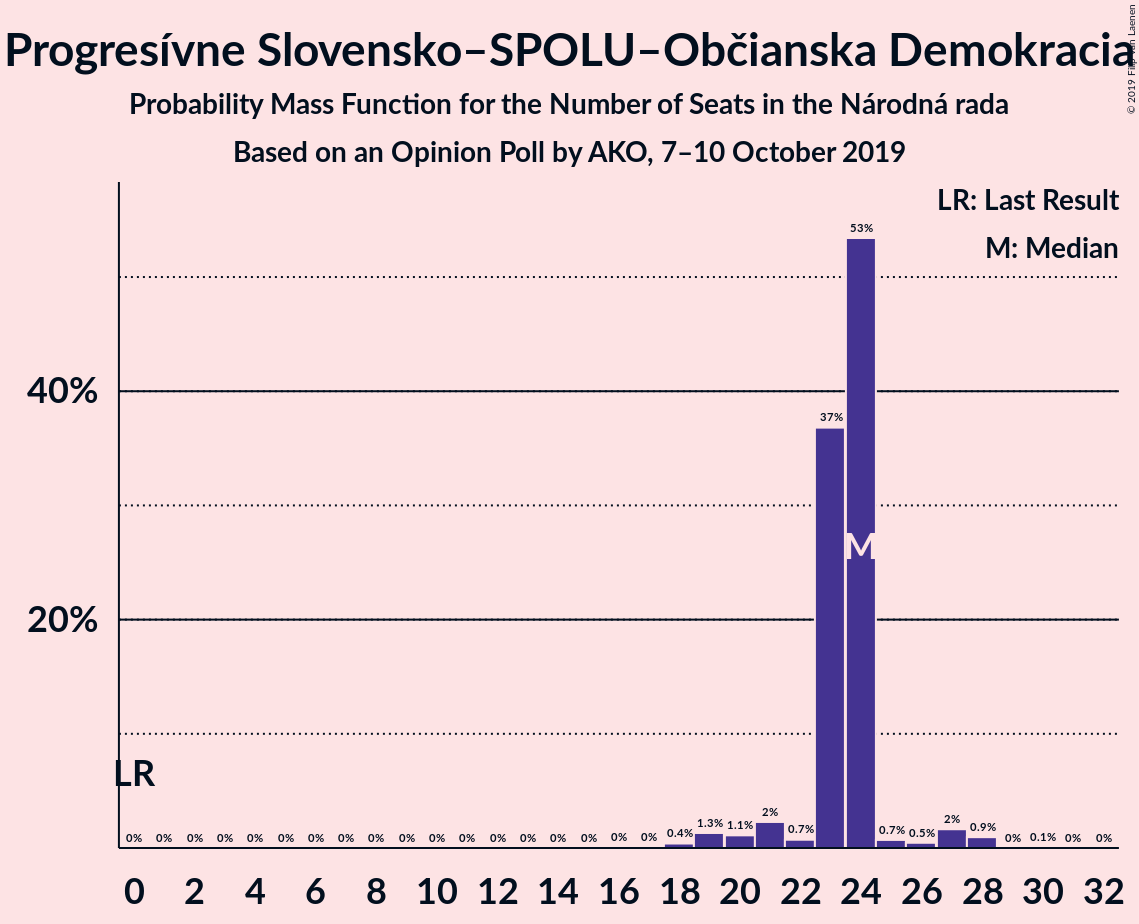 Progresívne Slovensko–SPOLU–Občianska Demokracia
Probability Mass Function for the Number of Seats in the Národná rada
Based on an Opinion Poll by AKO, 7–10 October 2019
© 2019 Filip van Laenen
LR: Last Result
M: Median
40%
20%
LR
M
0% 0% 0% 0% 0% 0% 0% 0% 0% 0% 0% 0% 0% 0% 0% 0% 0% 0% 0.4% 1.3% 1.1% 2% 0.7% 37% 53% 0.7% 0.5% 2% 0.9% 0% 0.1% 0% 0%
0 2 4 6 8 10 12 14 16 18 20 22 24 26 28 30 32